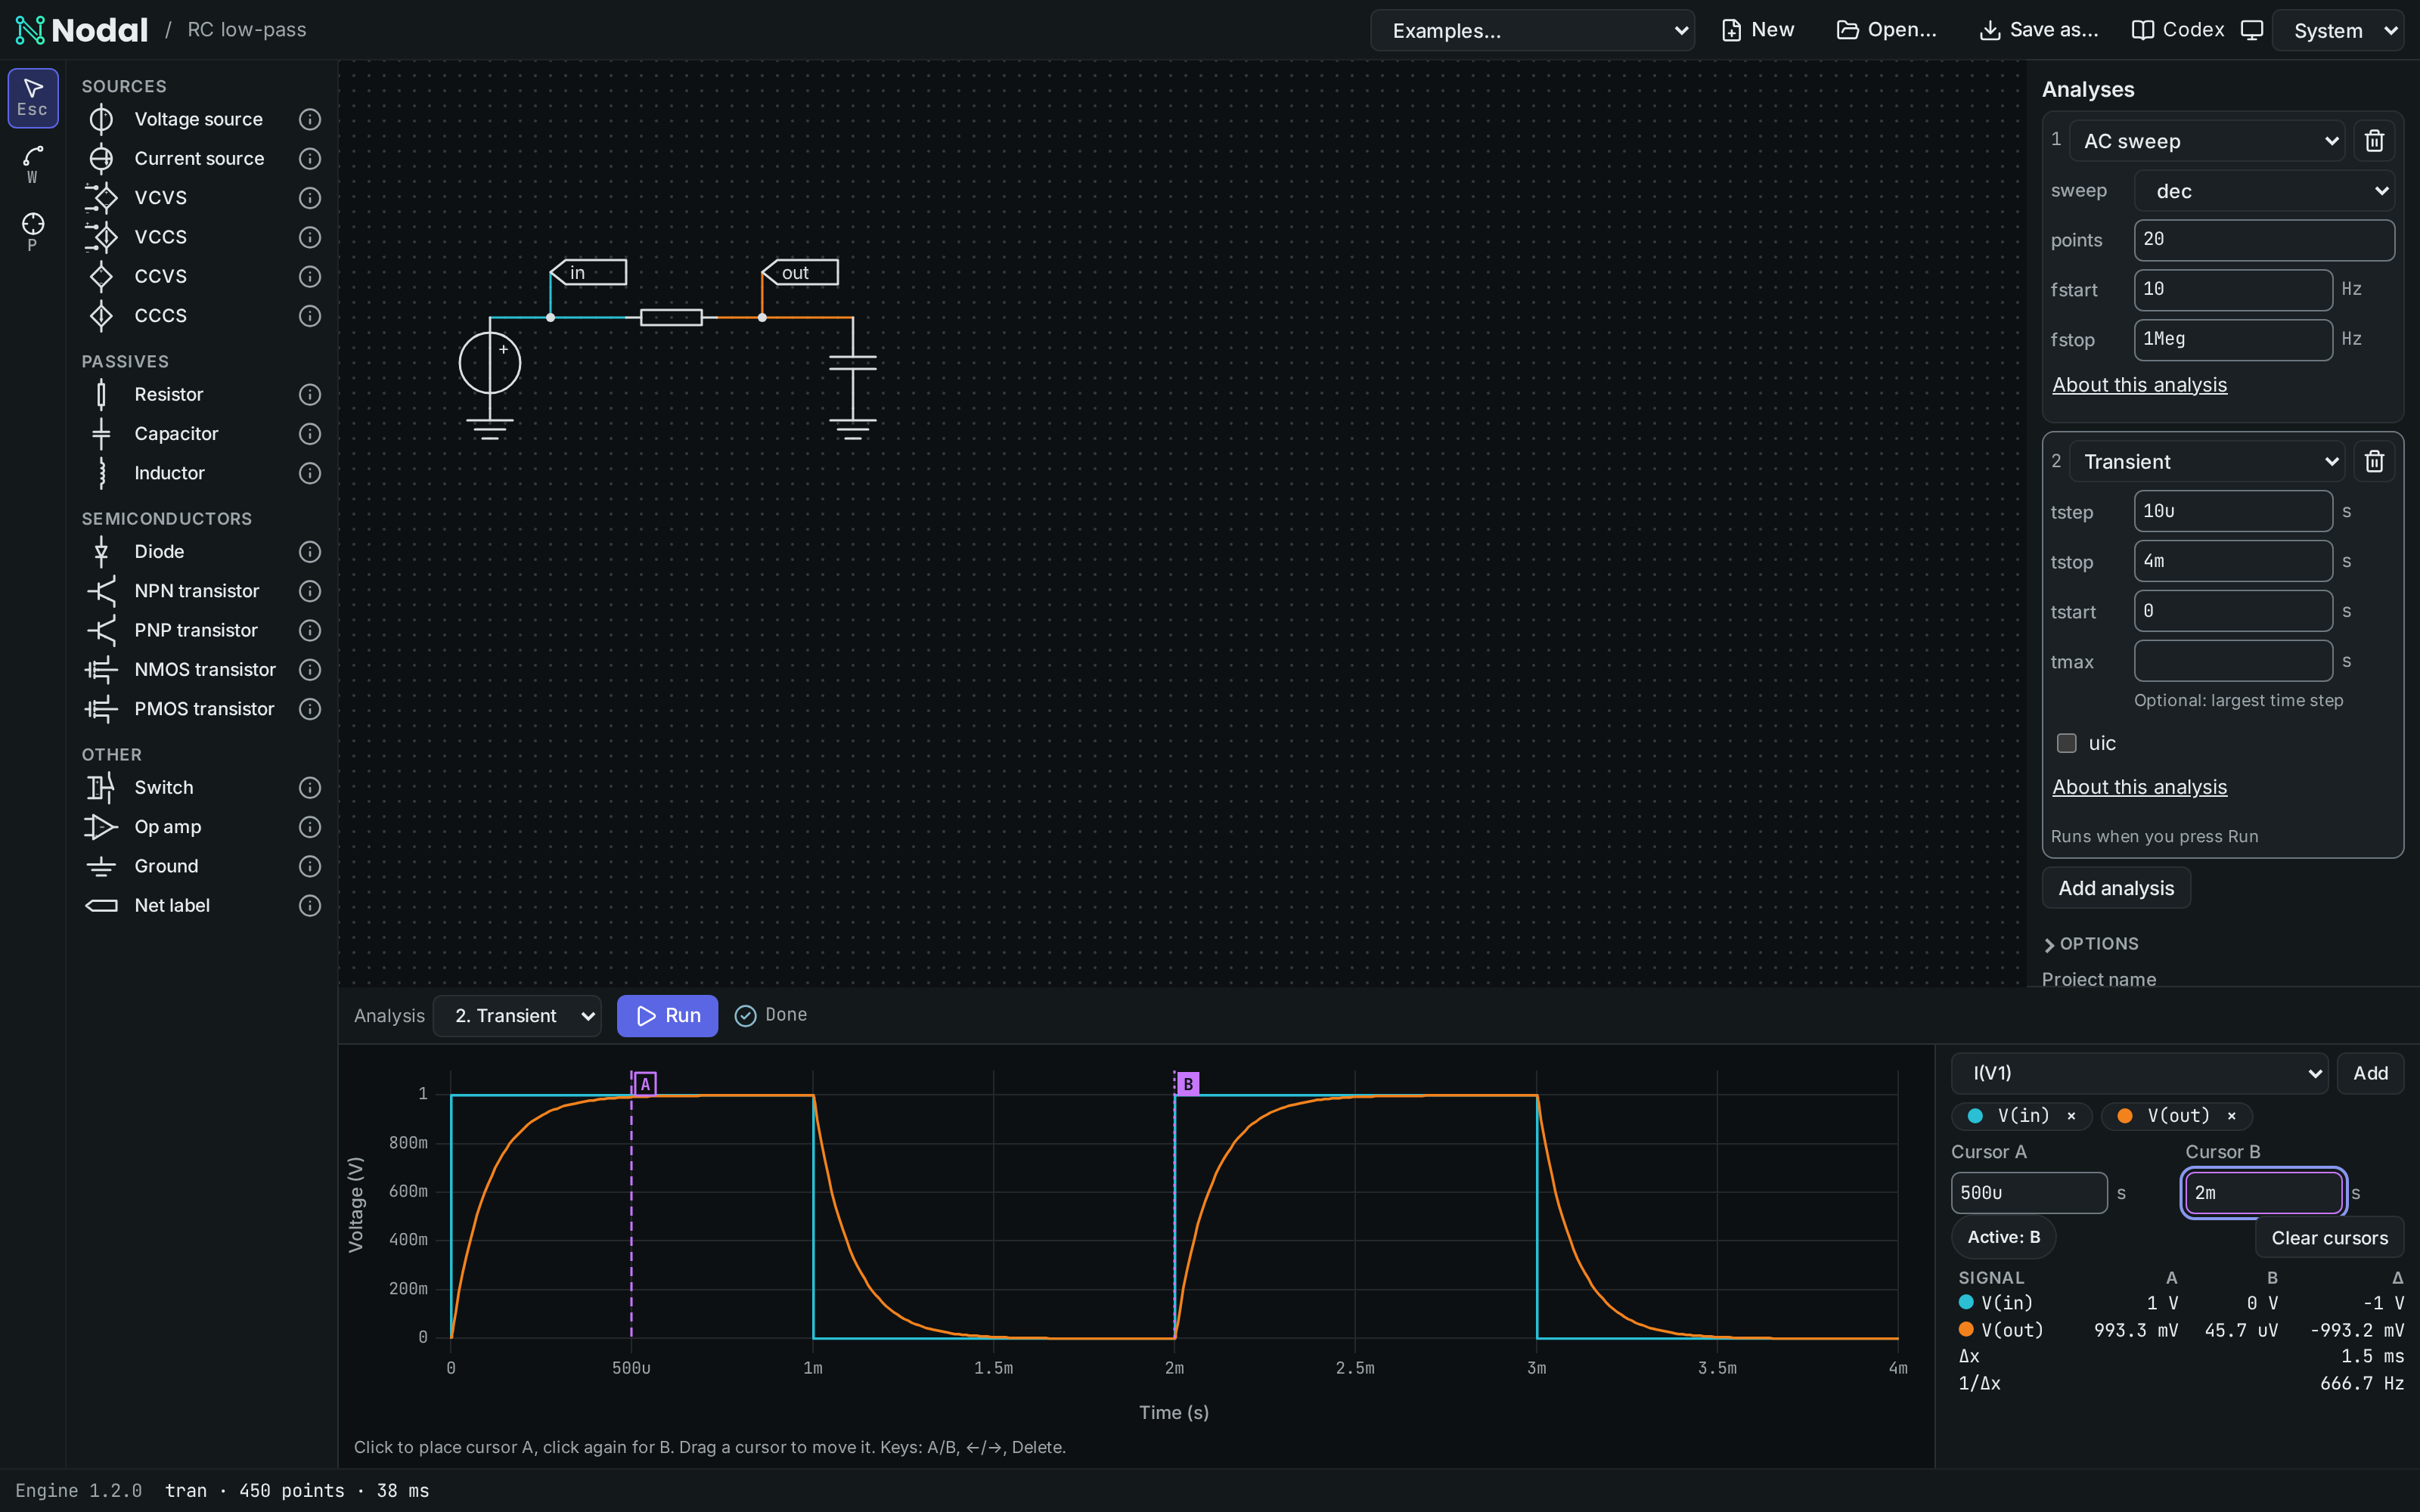 Nodal / RC low-pass
Examples... New Open... Save as... Codex System
Esc
W
P
SOURCES
Voltage source
Current source
VCVS
VCCS
CCVS
CCCS
PASSIVES
Resistor
Capacitor
Inductor
SEMICONDUCTORS
Diode
NPN transistor
PNP transistor
NMOS transistor
PMOS transistor
OTHER
Switch
Op amp
Ground
Net label
in
out
+
Analyses
1 AC sweep
sweep dec
points 20
fstart 10 Hz
fstop 1Meg Hz
About this analysis
2 Transient
tstep 10u s
tstop 4m s
tstart 0 s
tmax s
Optional: largest time step
uic
About this analysis
Runs when you press Run
Add analysis
OPTIONS
Project name
Analysis 2. Transient Run Done
A
B
1
800m
600m
400m
200m
0
Voltage (V)
0 500u 1m 1.5m 2m 2.5m 3m 3.5m 4m
Time (s)
Click to place cursor A, click again for B. Drag a cursor to move it. Keys: A/B, ←/→, Delete.
I(V1) Add
V(in) × V(out) ×
Cursor A Cursor B
500u s 2m s
Active: B Clear cursors
SIGNAL A B Δ
V(in) 1 V 0 V -1 V
V(out) 993.3 mV 45.7 uV -993.2 mV
Δx 1.5 ms
1/Δx 666.7 Hz
Engine 1.2.0 tran · 450 points · 38 ms